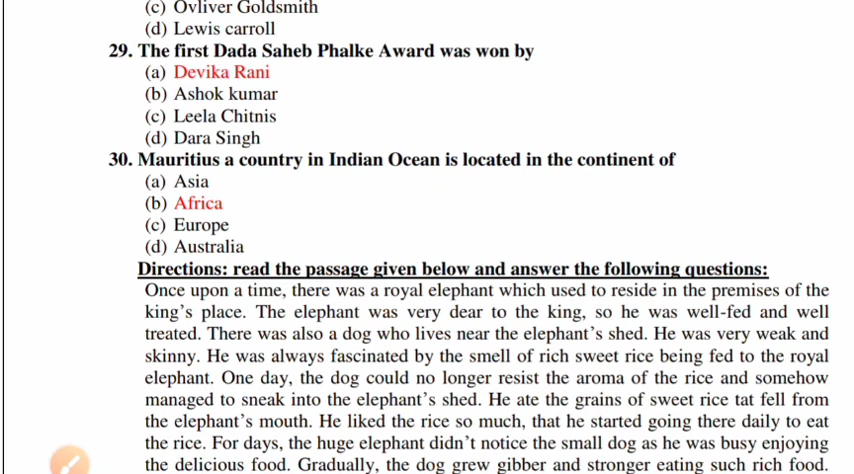 (c) Ovliver Goldsmith
(d) Lewis carroll
29. The first Dada Saheb Phalke Award was won by
(a) Devika Rani
(b) Ashok kumar
(c) Leela Chitnis
(d) Dara Singh
30. Mauritius a country in Indian Ocean is located in the continent of
(a) Asia
(b) Africa
(c) Europe
(d) Australia
Directions: read the passage given below and answer the following questions:
Once upon a time, there was a royal elephant which used to reside in the premises of the
king's place. The elephant was very dear to the king, so he was well-fed and well
treated. There was also a dog who lives near the elephant's shed. He was very weak and
skinny. He was always fascinated by the smell of rich sweet rice being fed to the royal
elephant. One day, the dog could no longer resist the aroma of the rice and somehow
managed to sneak into the elephant's shed. He ate the grains of sweet rice tat fell from
the elephant's mouth. He liked the rice so much, that he started going there daily to eat
the rice. For days, the huge elephant didn't notice the small dog as he was busy enjoying
the delicious food. Gradually, the dog grew gibber and stronger eating such rich food.